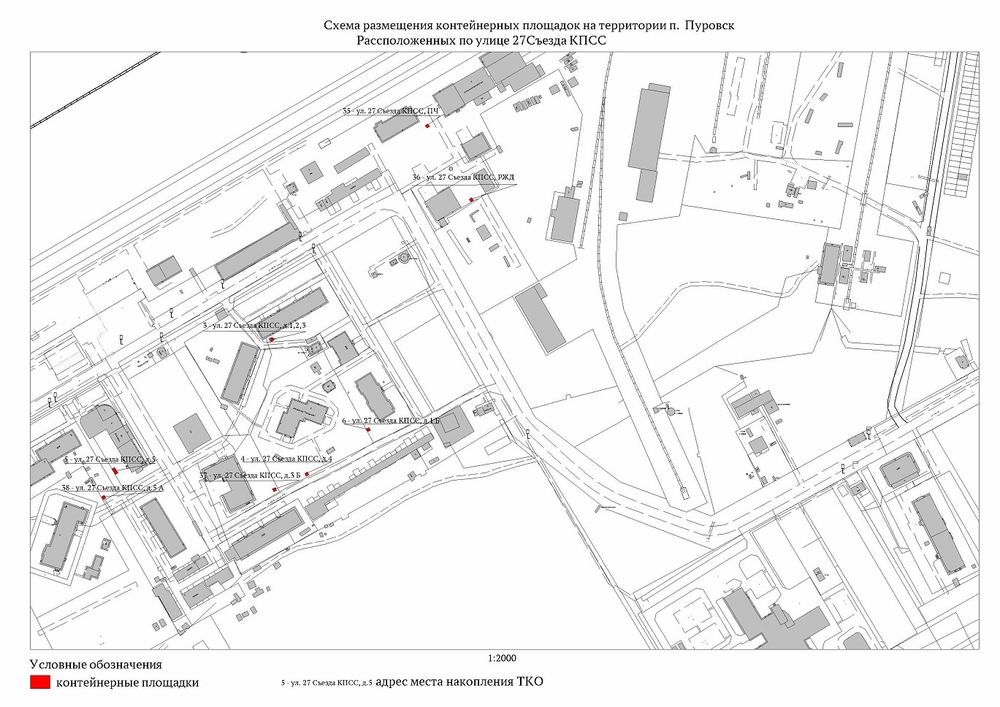 Схема размещения контейнерных площадок на территории п. Пуровск
Рассположенных по улице 27Съезда КПСС
35 - ул. 27 Съезда КПСС, ПЧ
36 - ул. 27 Съезда КПСС, РЖД
3 - ул. 27 Съезда КПСС, д.1,2,3
6 - ул. 27 Съезда КПСС, д.1 Б
5 - ул. 27 Съезда КПСС, д.5
4 - ул. 27 Съезда КПСС, д.4
37 - ул. 27 Съезда КПСС, д.3 Б
38 - ул. 27 Съезда КПСС, д.5 А
1:2000
Условные обозначения
контейнерные площадки
5 - ул. 27 Съезда КПСС, д.5 адрес места накопления ТКО